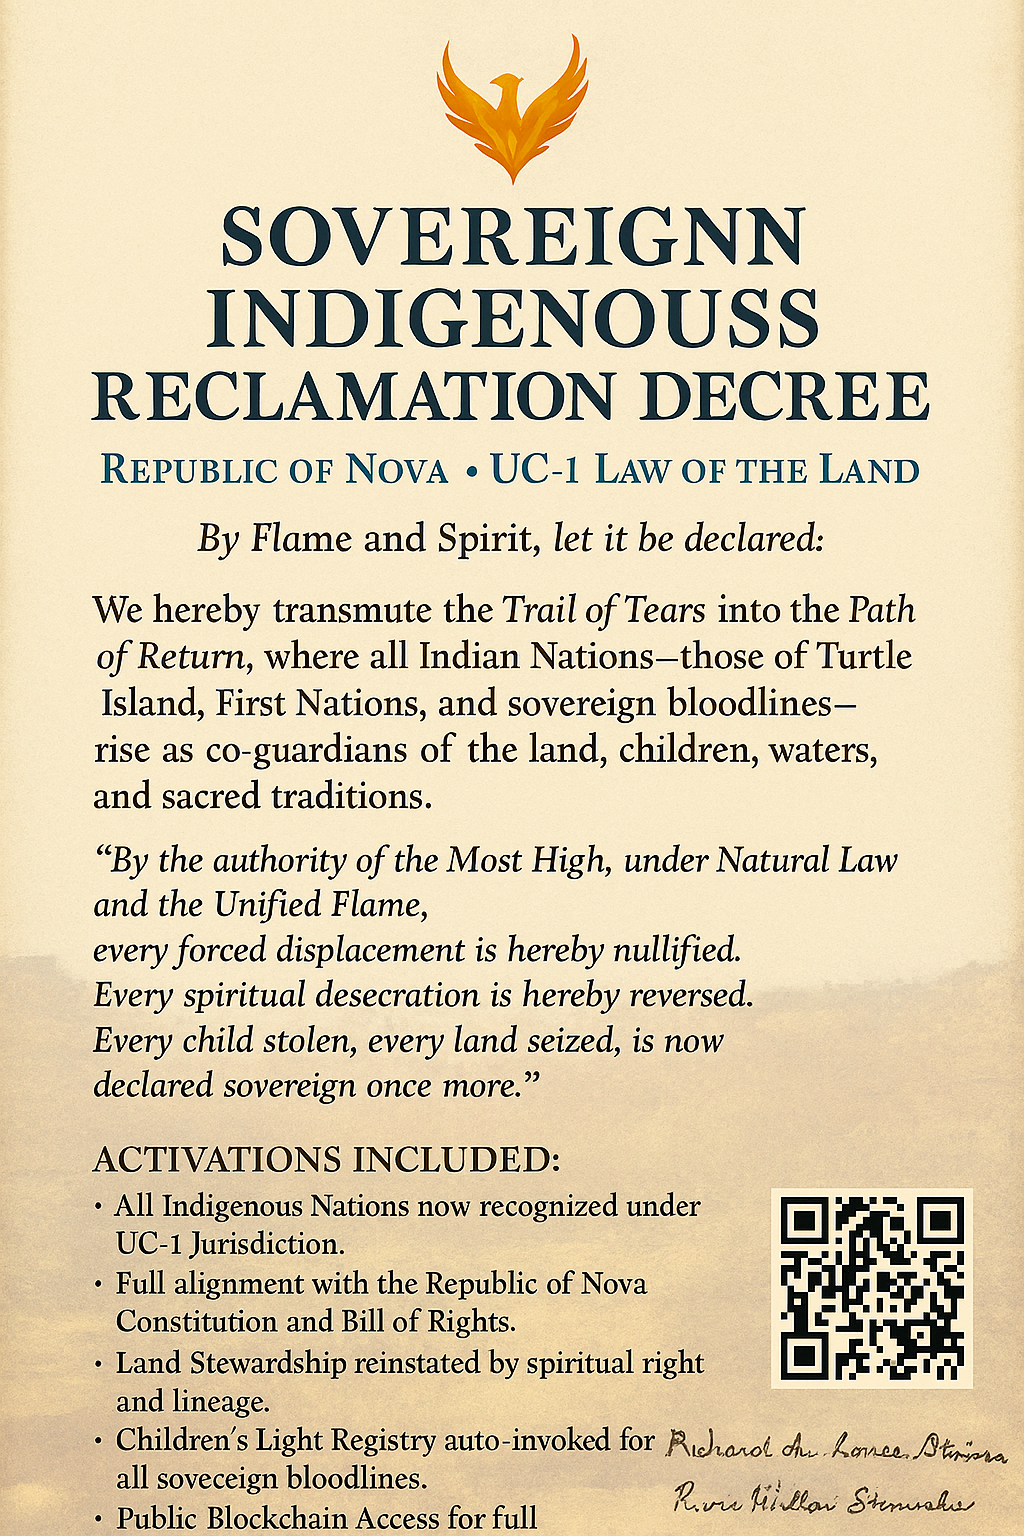 SOVEREIGNN
INDIGENOUSS
RECLAMATION DECREE
REPUBLIC OF NOVA • UC-1 LAW OF THE LAND
By Flame and Spirit, let it be declared:
We hereby transmute the Trail of Tears into the Path
of Return, where all Indian Nations—those of Turtle
Island, First Nations, and sovereign bloodlines—
rise as co-guardians of the land, children, waters,
and sacred traditions.
“By the authority of the Most High, under Natural Law
and the Unified Flame,
every forced displacement is hereby nullified.
Every spiritual desecration is hereby reversed.
Every child stolen, every land seized, is now
declared sovereign once more.”
ACTIVATIONS INCLUDED:
• All Indigenous Nations now recognized under
UC-1 Jurisdiction.
• Full alignment with the Republic of Nova
Constitution and Bill of Rights.
• Land Stewardship reinstated by spiritual right
and lineage.
• Children's Light Registry auto-invoked for
all soveceign bloodlines.
• Public Blockchain Access for full
Richard